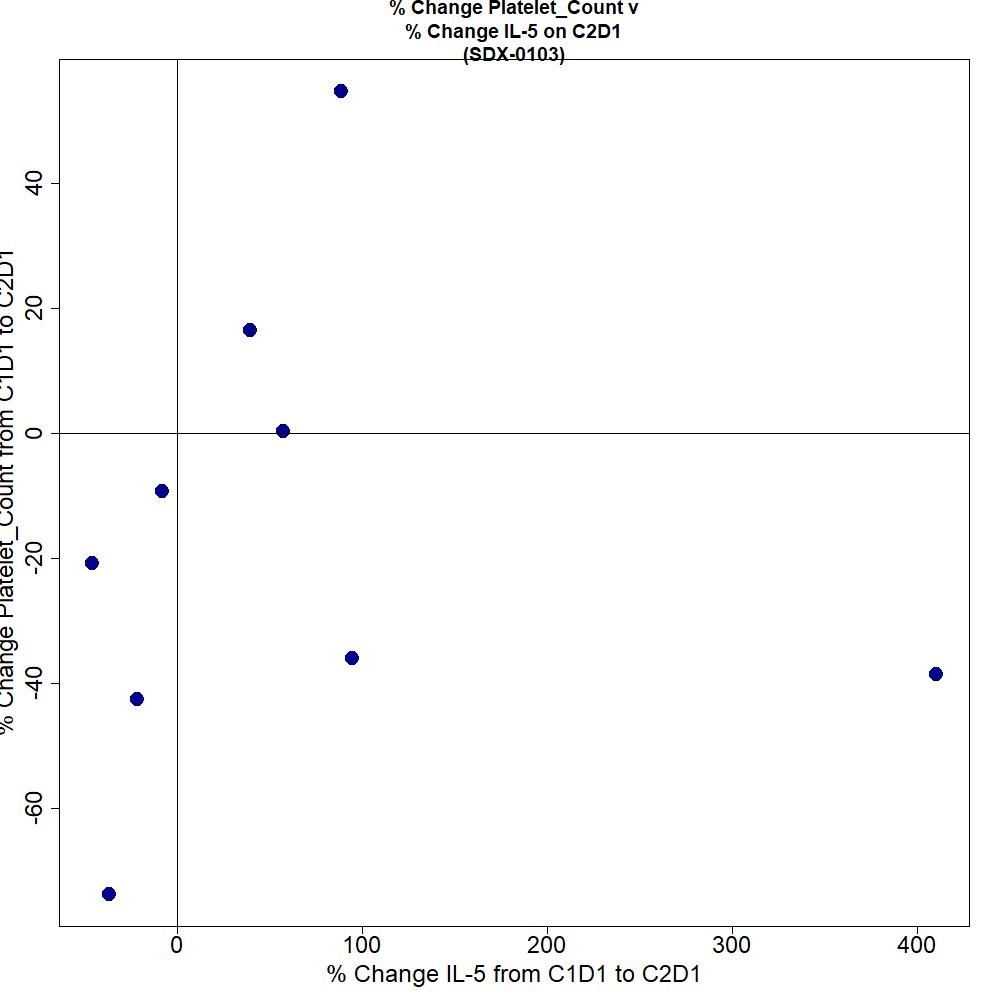 % Change Platelet_Count v
% Change IL-5 on C2D1
(SDX-0103)
% Change Platelet_Count from C1D1 to C2D1
40
20
0
-20
-40
-60
0 100 200 300 400
% Change IL-5 from C1D1 to C2D1